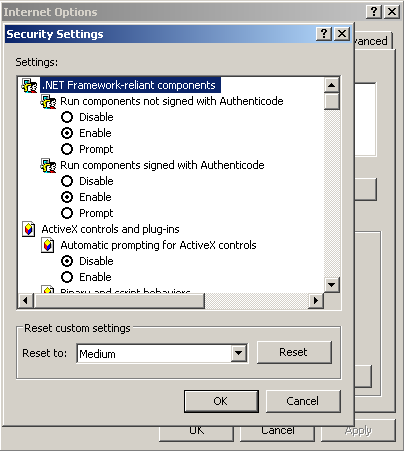 Internet Options
Security Settings
Settings:
.NET Framework-reliant components
Run components not signed with Authenticode
Disable
Enable
Prompt
Run components signed with Authenticode
Disable
Enable
Prompt
ActiveX controls and plug-ins
Automatic prompting for ActiveX controls
Disable
Enable
Binary and script behaviors
Reset custom settings
Reset to:
Medium
Reset
OK
Cancel
OK
Cancel
Apply